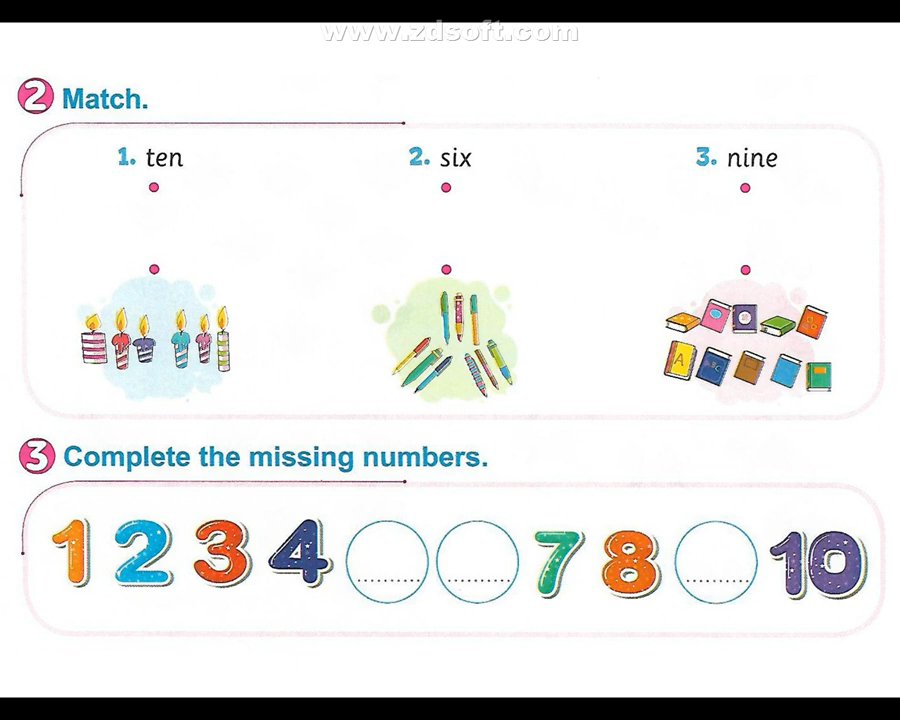 www.zdsoft.com
2 Match.
1. ten 2. six 3. nine
A ABC
3 Complete the missing numbers.
1 2 3 4 .......... .......... 7 8 .......... 10